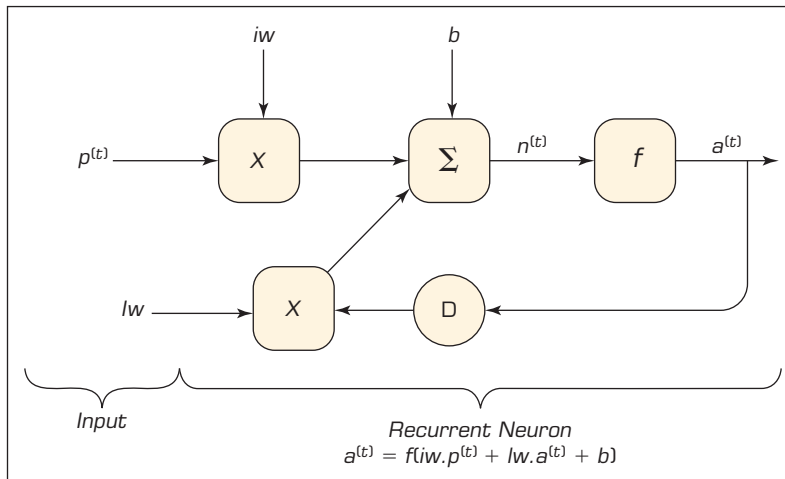 iw b
p(t) X Σ n(t) f a(t)
lw X D
Input
Recurrent Neuron
a(t) = f(iw.p(t) + lw.a(t) + b)